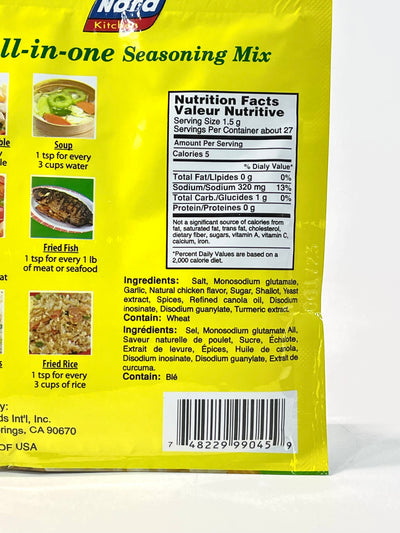 Nora
Kitchen
ll-in-one Seasoning Mix
ble
Soup
1 tsp for every
3 cups water
y
le
Fried Fish
1 tsp for every 1 lb
of meat or seafood
at
Fried Rice
1 tsp for every
3 cups of rice
s
Nutrition Facts
Valeur Nutritive
Serving Size 1.5 g
Servings Per Container about 27
Amount Per Serving
Calories 5
% Dialy Value*
Total Fat/LIpides 0 g 0%
Sodium/Sodium 320 mg 13%
Total Carb./Glucides 1 g 0%
Protein/Proteins 0 g
Not a significant source of calories from
fat, saturated fat, trans fat, cholesterol,
dietary fiber, sugars, vitamin A, vitamin C,
calcium, iron.
*Percent Daily Values are based on a
2,000 calorie diet.
Ingredients: Salt, Monosodium glutamate,
Garlic, Natural chicken flavor, Sugar, Shallot, Yeast
extract, Spices, Refined canola oil, Disodium
inosinate, Disodium guanylate, Turmeric extract.
Contain: Wheat
Ingrédients: Sel, Monosodium glutamate, Ail,
Saveur naturelle de poulet, Sucre, Échalote,
Extrait de levure, Épices, Huile de canola,
Disodium inosinate, Disodium guanylate, Extrait de
curcuma.
Contain: Blé
y:
ds Int'l, Inc.
prings, CA 90670
OF USA
7 48229 99045 9